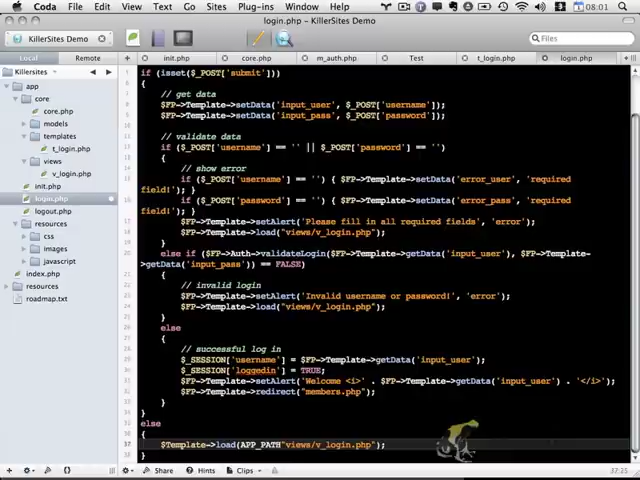 Coda File Edit View Text Go Sites Plug-ins Window Help 08:01
login.php — KillerSites Demo
KillerSites Demo Files
Local Remote init.php core.php m_auth.php Test t_login.php login.php
Killersites
app
core
core.php
models
templates
t_login.php
views
v_login.php
init.php
login.php
logout.php
resources
css
images
javascript
index.php
resources
roadmap.txt
if (isset($_POST['submit']))
{
// get data
$FP->Template->setData('input_user', $_POST['username']);
$FP->Template->setData('input_pass', $_POST['password']);
// validate data
if ($_POST['username'] == '' || $_POST['password'] == '')
{
// show error
if ($_POST['username'] == '') { $FP->Template->setData('error_user', 'required
field!'); }
if ($_POST['password'] == '') { $FP->Template->setData('error_pass', 'required
field!'); }
$FP->Template->setAlert('Please fill in all required fields', 'error');
$FP->Template->load("views/v_login.php");
}
else if ($FP->Auth->validateLogin($FP->Template->getData('input_user'), $FP->Template-
>getData('input_pass')) == FALSE)
{
// invalid login
$FP->Template->setAlert('Invalid username or password!', 'error');
$FP->Template->load("views/v_login.php");
}
else
{
// successful log in
$_SESSION['username'] = $FP->Template->getData('input_user');
$_SESSION['loggedin'] = TRUE;
$FP->Template->setAlert('Welcome <i>' . $FP->Template->getData('input_user') . '</i>');
$FP->Template->redirect("members.php");
}
}
else
{
37 $Template->load(APP_PATH"views/v_login.php");
}
Share Hints Clips 37:25